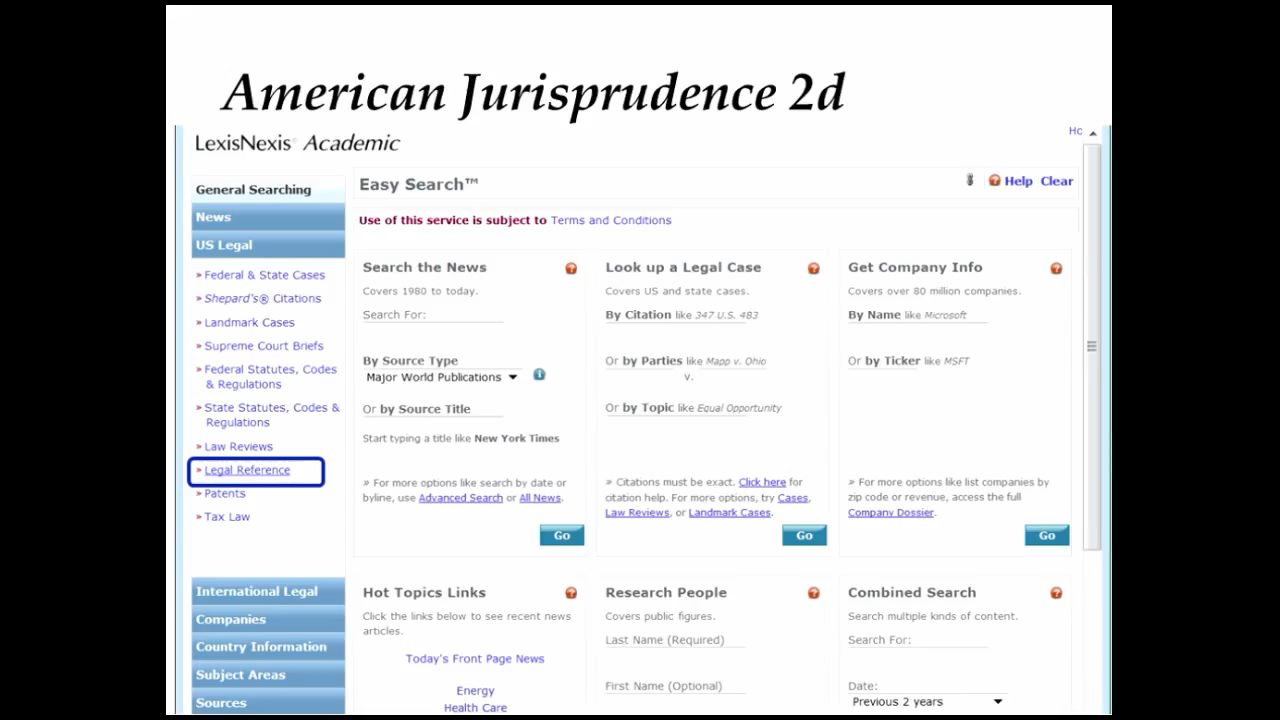 American Jurisprudence 2d
LexisNexis® Academic
Ho
General Searching
News
US Legal
» Federal & State Cases
» Shepard's® Citations
» Landmark Cases
» Supreme Court Briefs
» Federal Statutes, Codes
& Regulations
» State Statutes, Codes &
Regulations
» Law Reviews
» Legal Reference
» Patents
» Tax Law
International Legal
Companies
Country Information
Subject Areas
Sources
Easy Search™
Help Clear
Use of this service is subject to Terms and Conditions
Search the News
Covers 1980 to today.
Search For:
By Source Type
Major World Publications
Or by Source Title
Start typing a title like New York Times
» For more options like search by date or
byline, use Advanced Search or All News.
Go
Look up a Legal Case
Covers US and state cases.
By Citation like 347 U.S. 483
Or by Parties like Mapp v. Ohio
v.
Or by Topic like Equal Opportunity
» Citations must be exact. Click here for
citation help. For more options, try Cases,
Law Reviews, or Landmark Cases.
Go
Get Company Info
Covers over 80 million companies.
By Name like Microsoft
Or by Ticker like MSFT
» For more options like list companies by
zip code or revenue, access the full
Company Dossier.
Go
Hot Topics Links
Click the links below to see recent news
articles.
Today's Front Page News
Energy
Health Care
Research People
Covers public figures.
Last Name (Required)
First Name (Optional)
Combined Search
Search multiple kinds of content.
Search For:
Date:
Previous 2 years